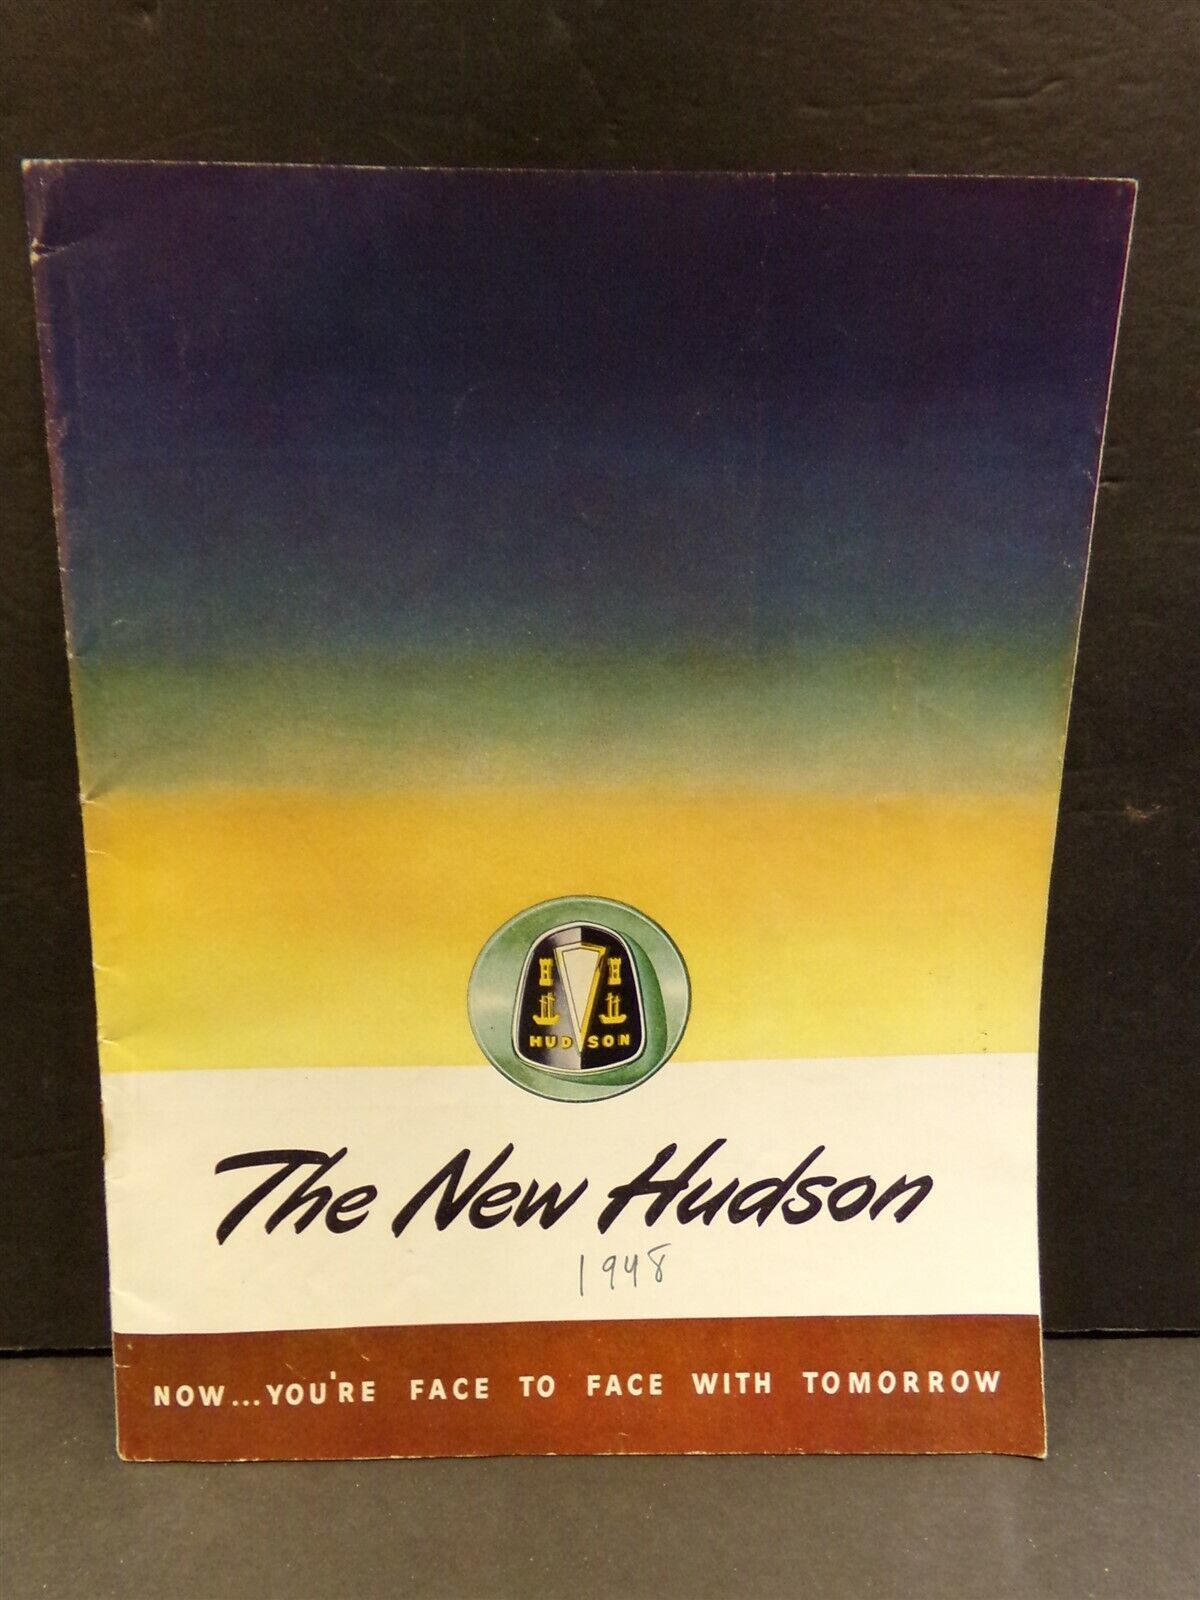 HUDSON
The New Hudson
1948
NOW...YOU'RE FACE TO FACE WITH TOMORROW